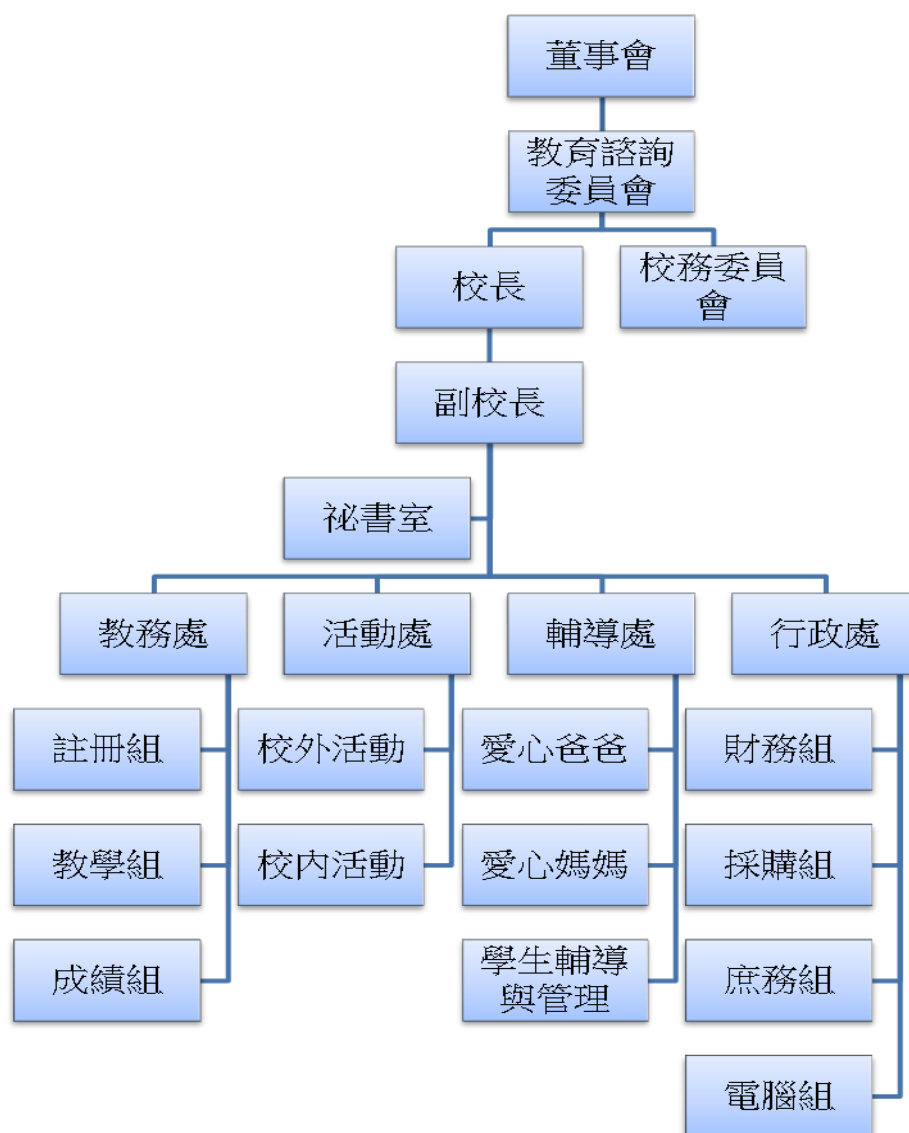 董事會
教育諮詢
委員會
校長
校務委員
會
副校長
祕書室
教務處
活動處
輔導處
行政處
註冊組
校外活動
愛心爸爸
財務組
教學組
校內活動
愛心媽媽
採購組
成績組
學生輔導
與管理
庶務組
電腦組